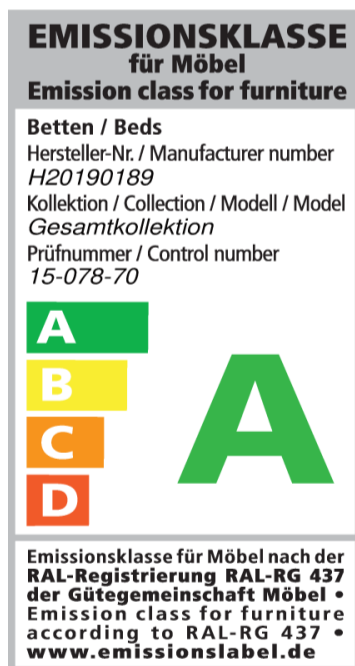 EMISSIONSKLASSE
für Möbel
Emission class for furniture
Betten / Beds
Hersteller-Nr. / Manufacturer number
H20190189
Kollektion / Collection / Modell / Model
Gesamtkollektion
Prüfnummer / Control number
15-078-70
A
B
C
D
A
Emissionsklasse für Möbel nach der
RAL-Registrierung RAL-RG 437
der Gütegemeinschaft Möbel •
Emission class for furniture
according to RAL-RG 437 •
www.emissionslabel.de